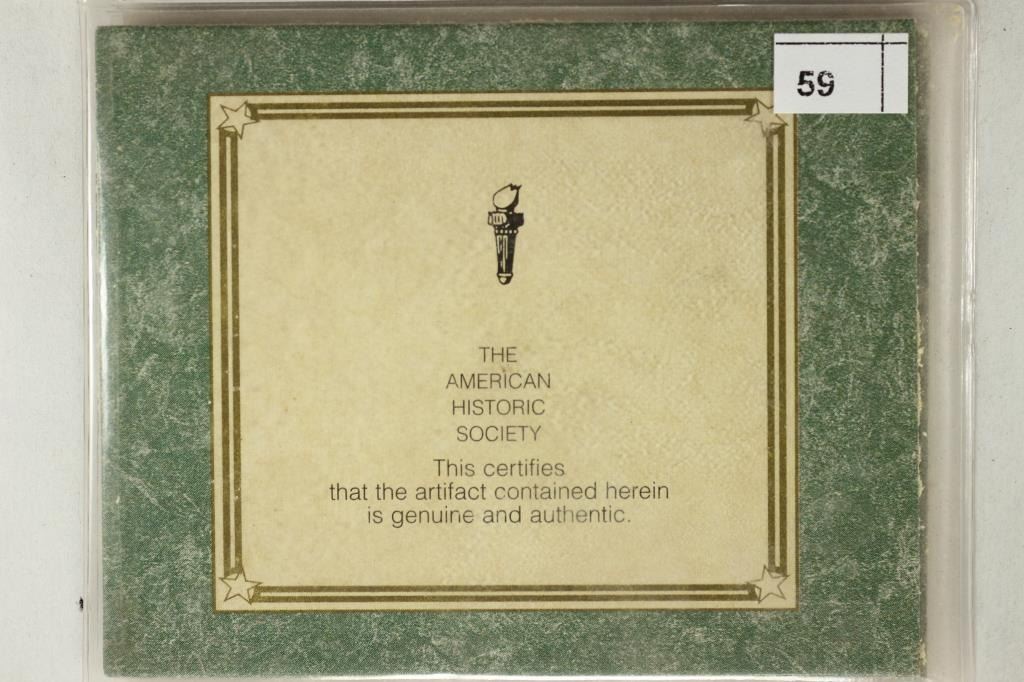 59
THE
AMERICAN
HISTORIC
SOCIETY
This certifies
that the artifact contained herein
is genuine and authentic.